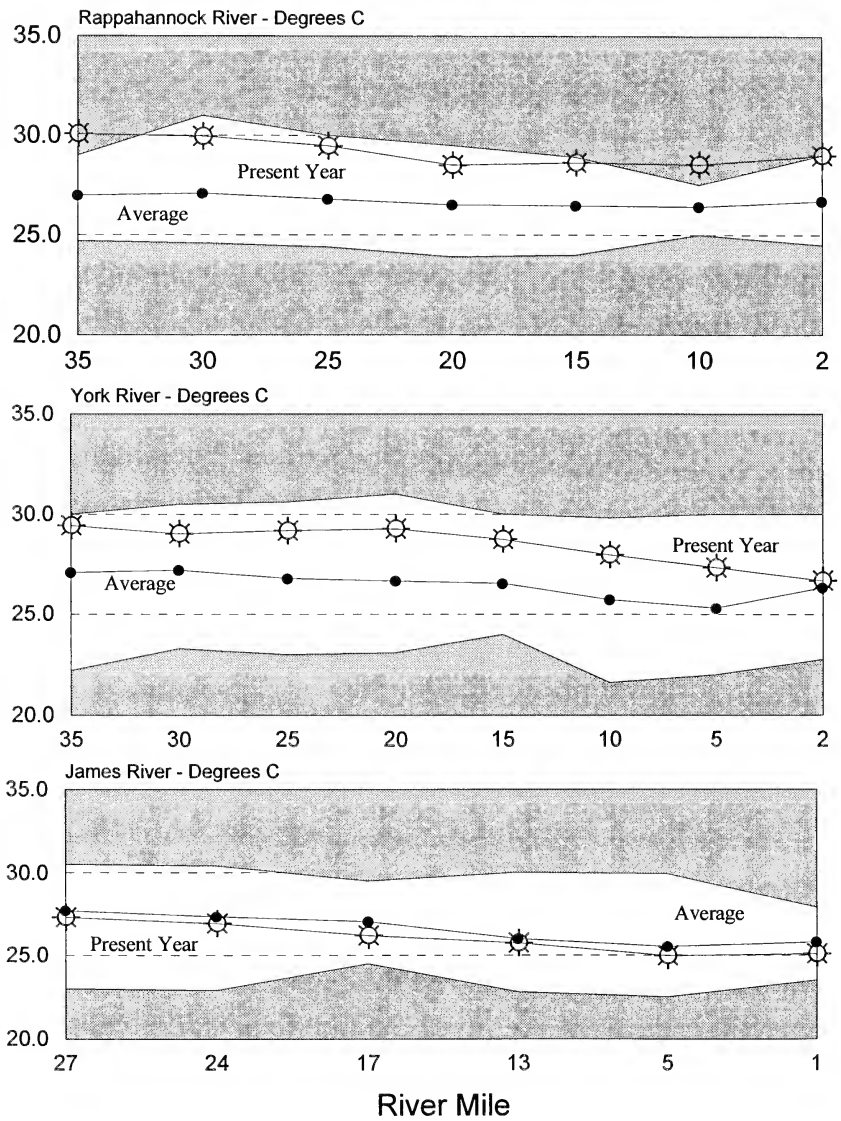 Rappahannock River - Degrees C
35.0
30.0
Present Year
Average
25.0
20.0
35 30 25 20 15 10 2
York River - Degrees C
35.0
30.0
Present Year
Average
25.0
20.0
35 30 25 20 15 10 5 2
James River - Degrees C
35.0
30.0
Average
Present Year
25.0
20.0
27 24 17 13 5 1
River Mile